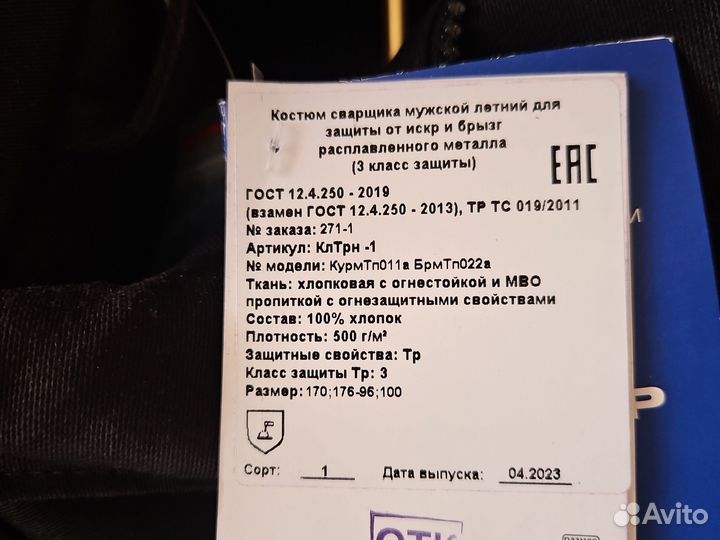 Костюм сварщика мужской летний для
защиты от искр и брызг
расплавленного металла
(3 класс защиты)
EAC
ГОСТ 12.4.250 - 2019
(взамен ГОСТ 12.4.250 - 2013), ТР ТС 019/2011
№ заказа: 271-1
Артикул: КлТрн -1
№ модели: КурмТп011а БрмТп022а
Ткань: хлопковая с огнестойкой и МВО
пропиткой с огнезащитными свойствами
Состав: 100% хлопок
Плотность: 500 г/м²
Защитные свойства: Тр
Класс защиты Тр: 3
Размер: 170;176-96;100
Сорт: 1 Дата выпуска: 04.2023
ОТК
Avito